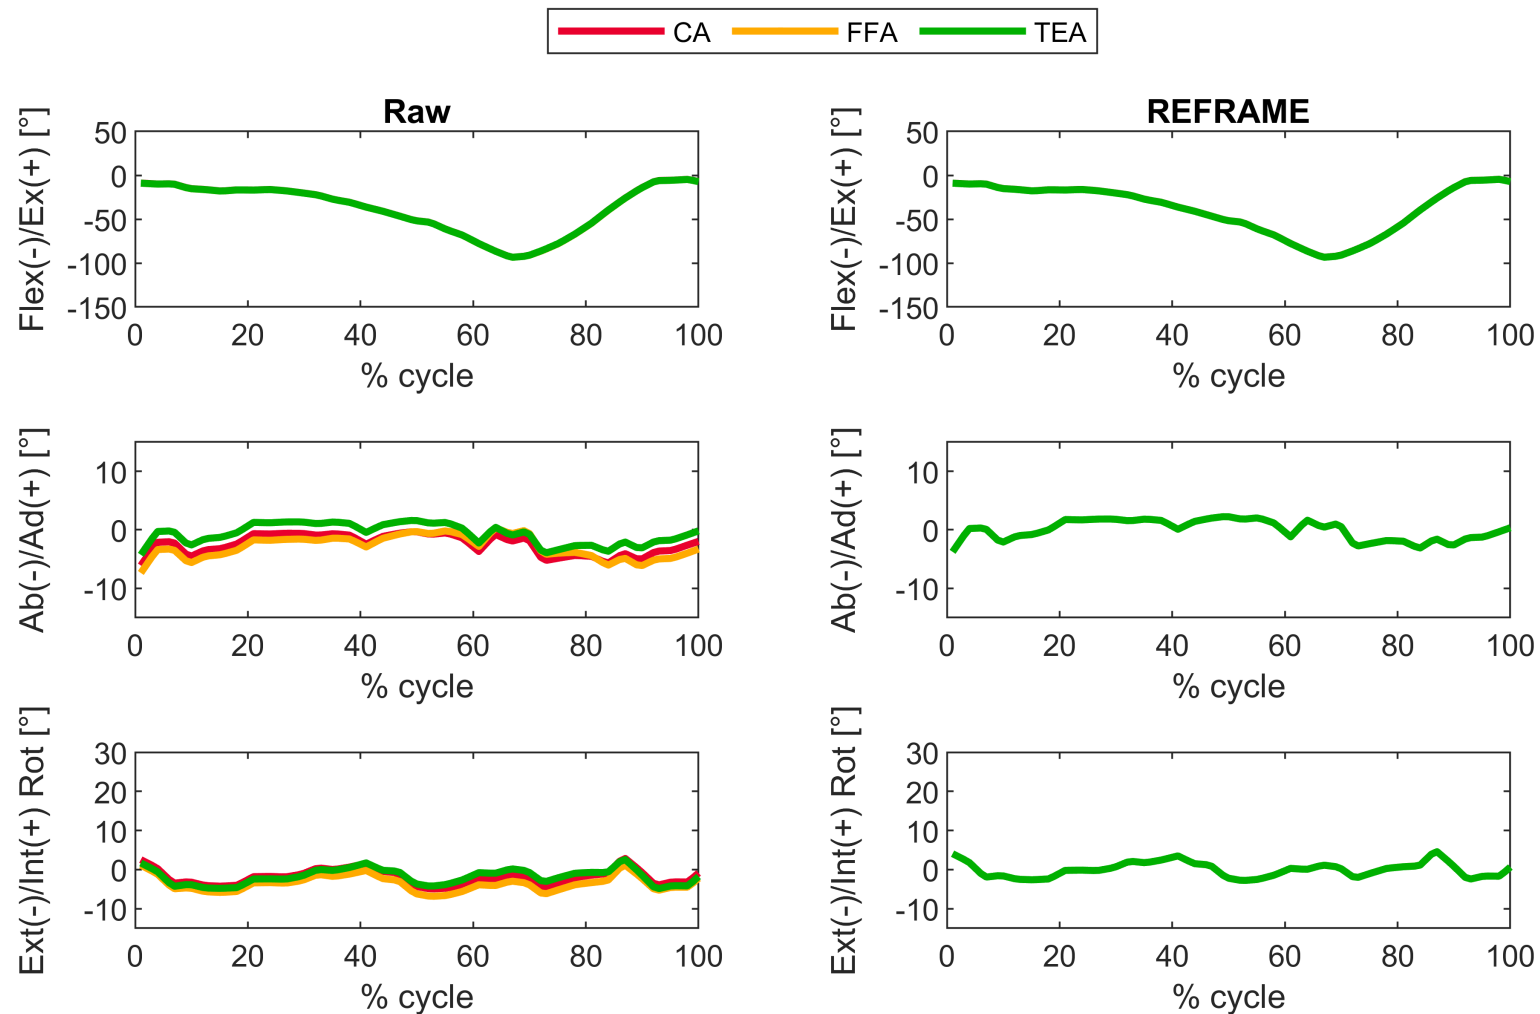 CA FFA TEA
Raw
Flex(-)/Ex(+) [°]
50
0
-50
-100
-150
0 20 40 60 80 100
% cycle
REFRAME
Flex(-)/Ex(+) [°]
50
0
-50
-100
-150
0 20 40 60 80 100
% cycle
Ab(-)/Ad(+) [°]
10
0
-10
0 20 40 60 80 100
% cycle
Ab(-)/Ad(+) [°]
10
0
-10
0 20 40 60 80 100
% cycle
Ext(-)/Int(+) Rot [°]
30
20
10
0
-10
0 20 40 60 80 100
% cycle
Ext(-)/Int(+) Rot [°]
30
20
10
0
-10
0 20 40 60 80 100
% cycle